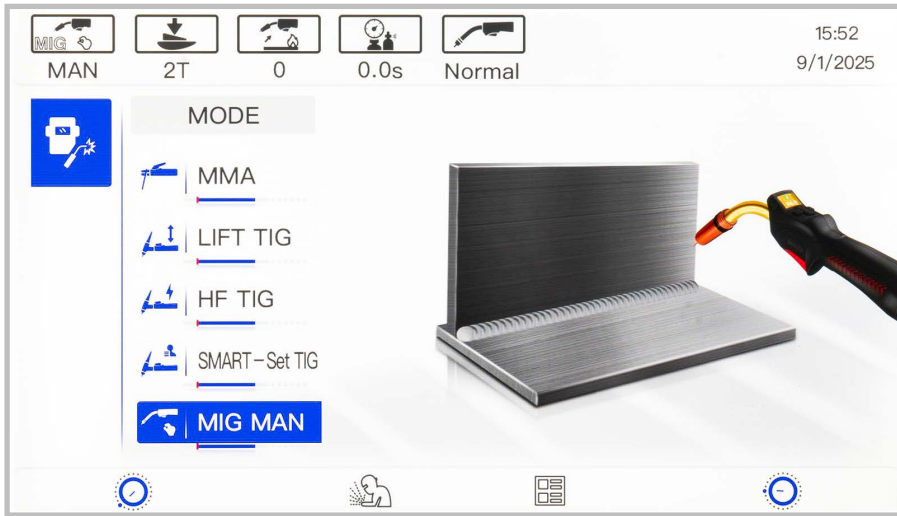 MIG
MAN
2T
0
0.0s
Normal
15:52
9/1/2025
MODE
MMA
LIFT TIG
HF TIG
SMART-Set TIG
MIG MAN